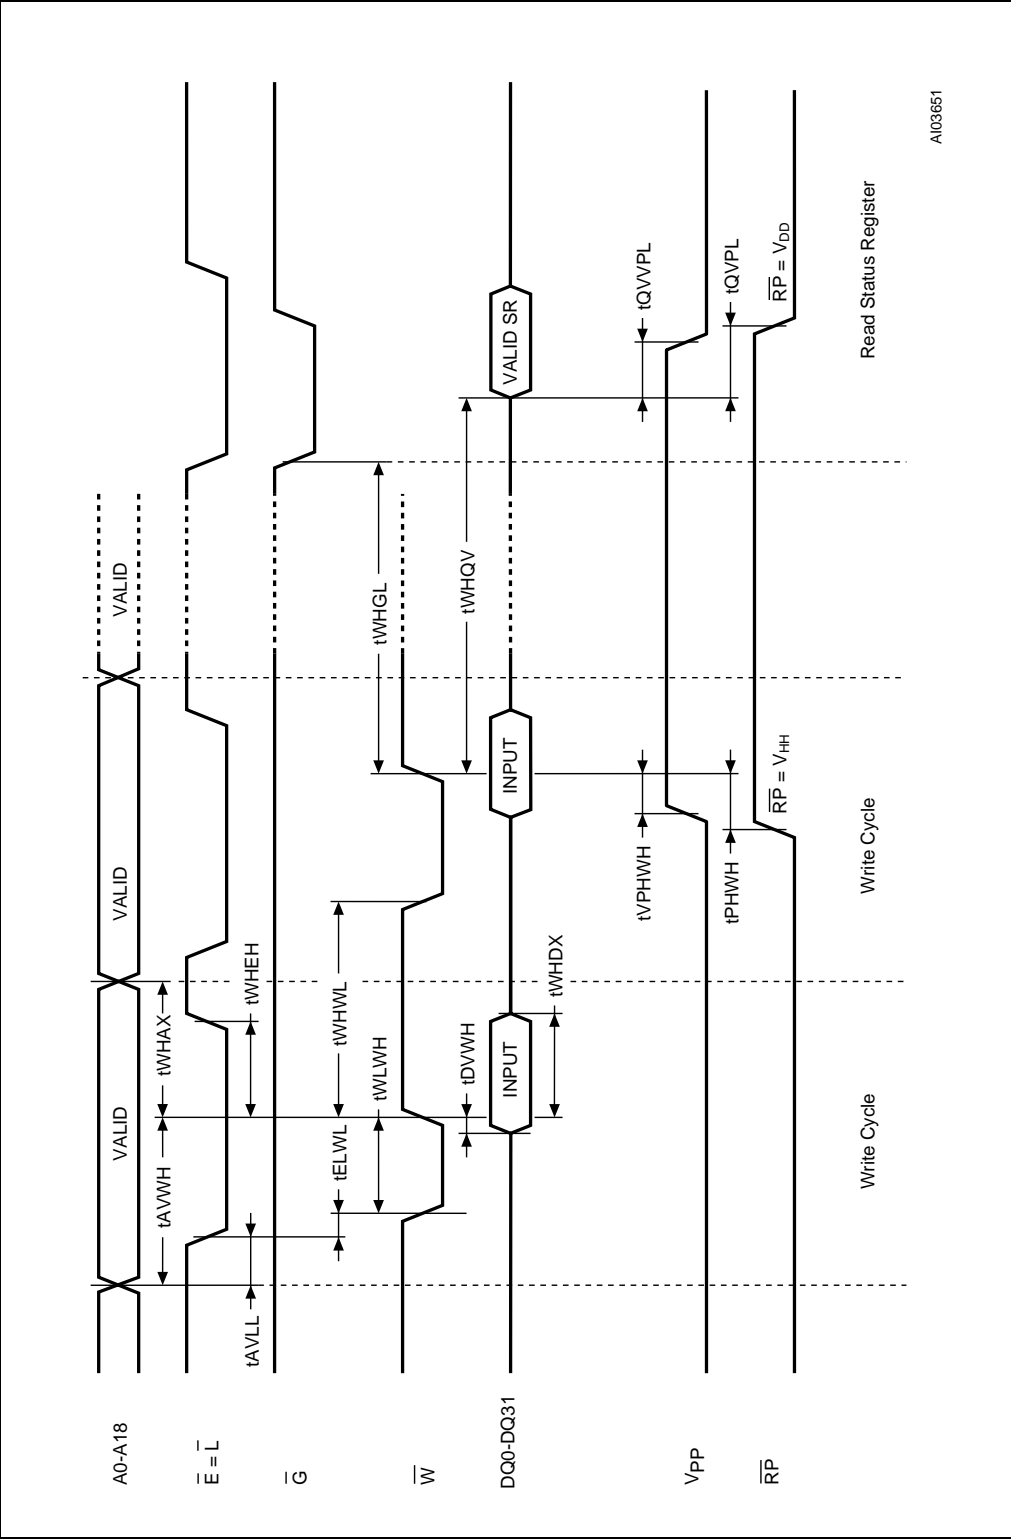 A0-A18
VALID
VALID
VALID
tAVWH
tWHAX
E = L
tAVLL
tWHEH
G
tELWL
tWHWL
tWLWH
tWHGL
W
tDVWH
tWHQV
DQ0-DQ31
INPUT
INPUT
VALID SR
tWHDX
tVPHWH
tQVVPL
VPP
tPHWH
tQVPL
RP
RP = VHH
RP = VDD
Write Cycle
Write Cycle
Read Status Register
AI03651